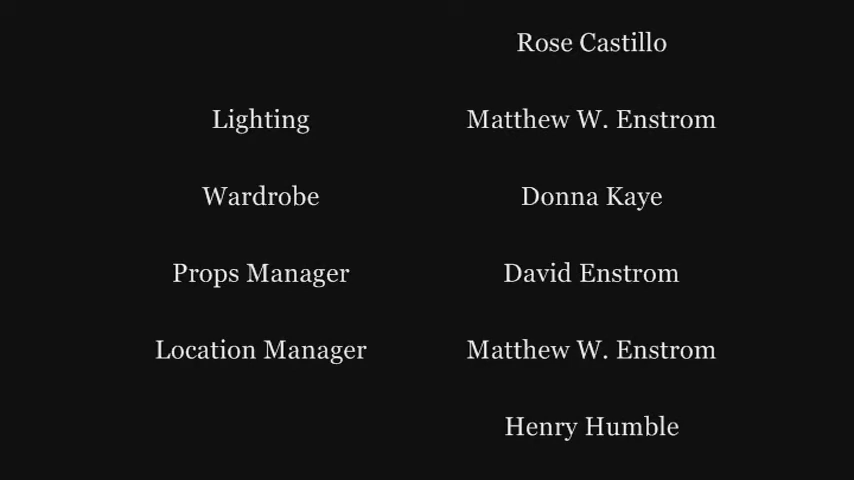 Rose Castillo
Lighting Matthew W. Enstrom
Wardrobe Donna Kaye
Props Manager David Enstrom
Location Manager Matthew W. Enstrom
Henry Humble